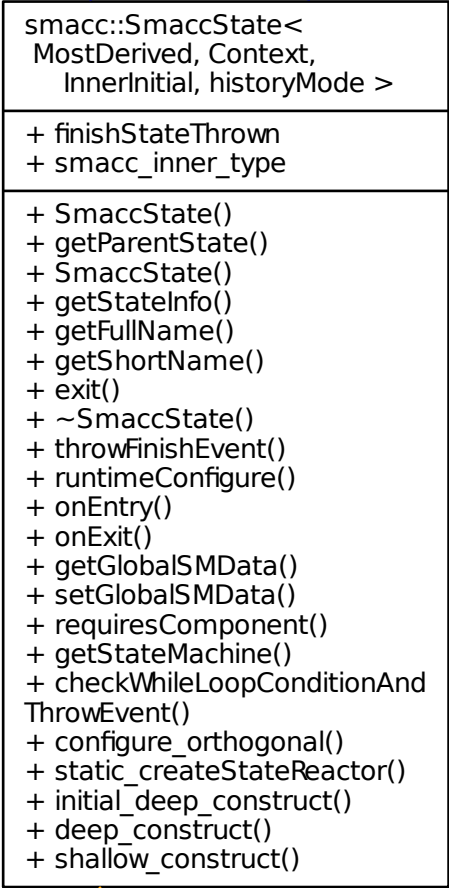 smacc::SmaccState<
MostDerived, Context,
InnerInitial, historyMode >
+ finishStateThrown
+ smacc_inner_type
+ SmaccState()
+ getParentState()
+ SmaccState()
+ getStateInfo()
+ getFullName()
+ getShortName()
+ exit()
+ ~SmaccState()
+ throwFinishEvent()
+ runtimeConfigure()
+ onEntry()
+ onExit()
+ getGlobalSMData()
+ setGlobalSMData()
+ requiresComponent()
+ getStateMachine()
+ checkWhileLoopConditionAnd
ThrowEvent()
+ configure_orthogonal()
+ static_createStateReactor()
+ initial_deep_construct()
+ deep_construct()
+ shallow_construct()